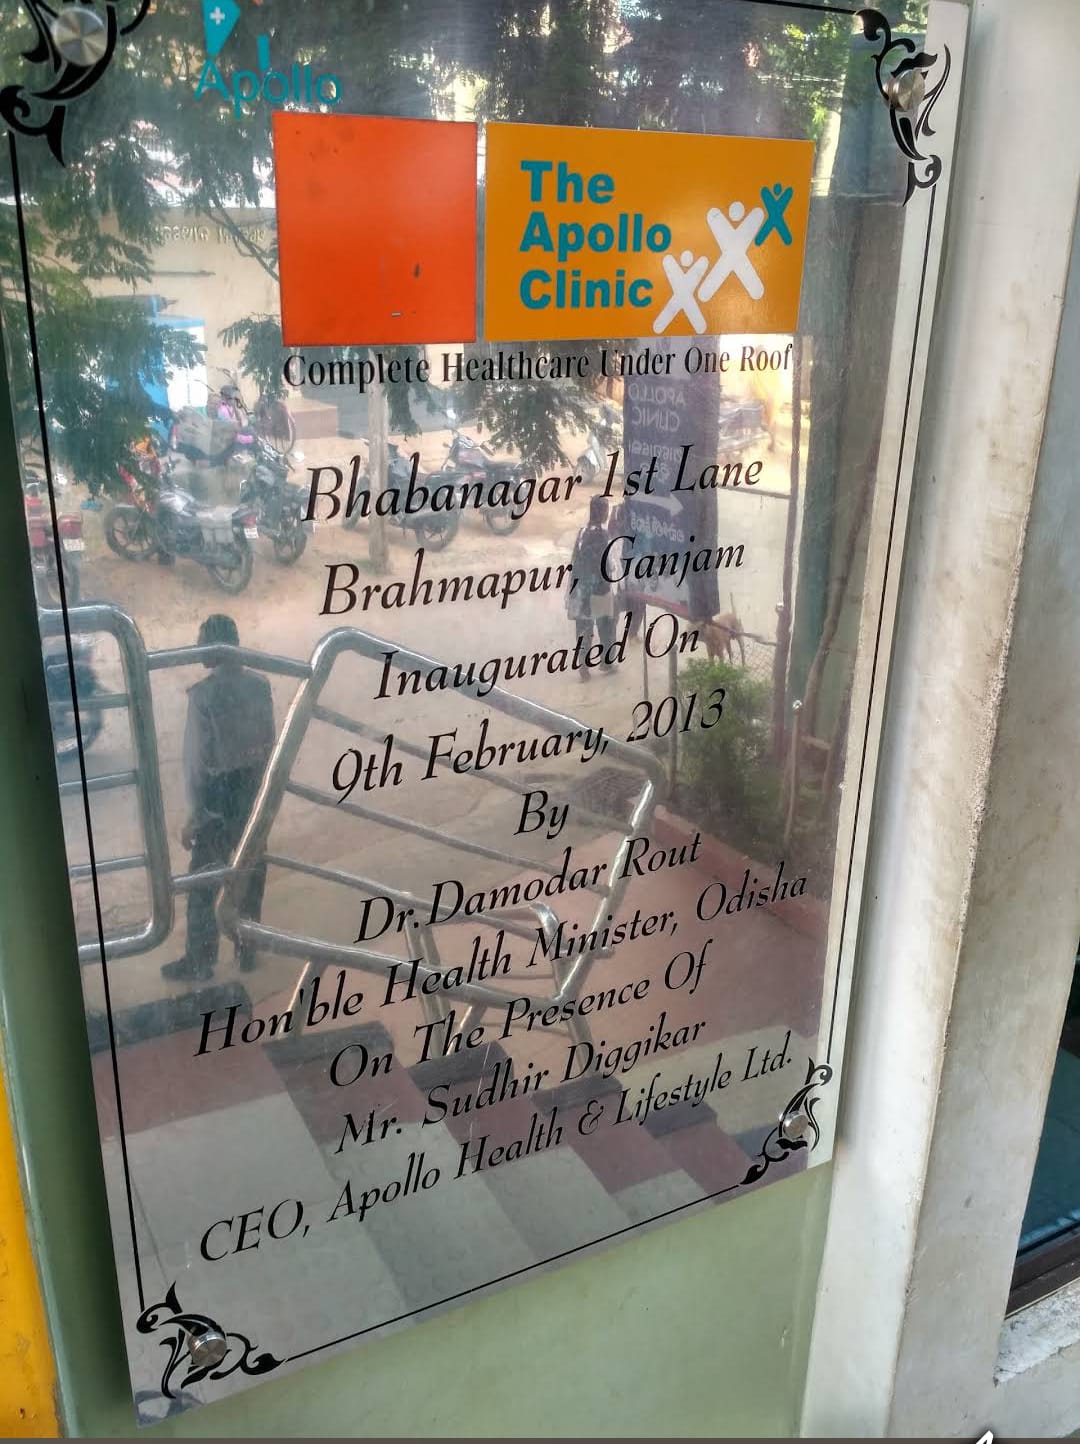 Apollo
The
Apollo
Clinic
Complete Healthcare Under One Roof
APOLLO
CLINIC
Bhabanagar 1st Lane
Brahmapur, Ganjam
Inaugurated On
9th February, 2013
By
Dr.Damodar Rout
Hon'ble Health Minister, Odisha
On The Presence Of
Mr. Sudhir Diggikar
CEO, Apollo Health & Lifestyle Ltd.